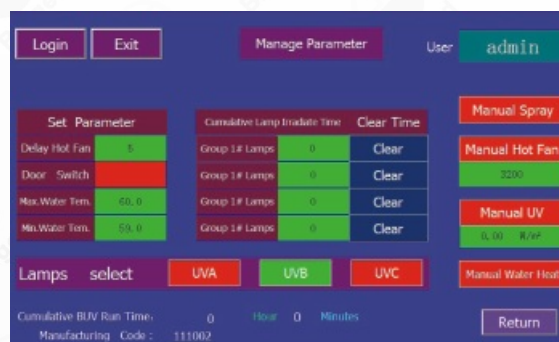 Login Exit Manage Parameter User admin
Set Parameter Cumulative Lamp Irradiate Time Clear Time Manual Spray
Delay Hot Fan 5 Group 1# Lamps 0 Clear Manual Hot Fan
Door Switch Group 1# Lamps 0 Clear 3200
Max.Water Tem. 60.0 Group 1# Lamps 0 Clear Manual UV
Min.Water Tem. 50.0 Group 1# Lamps 0 Clear 0.00 W/m²
Lamps select UVA UVB UVC Manual Water Heat
Cumulative BUV Run Time: 0 Hour 0 Minutes
Manufacturing Code : 111002 Return